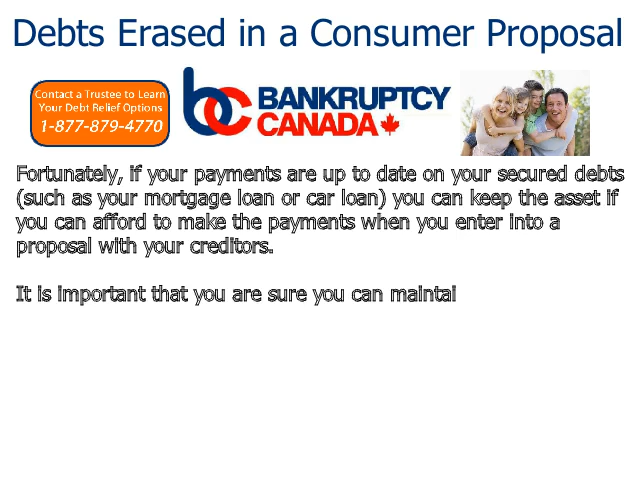 Debts Erased in a Consumer Proposal
Contact a Trustee to Learn
Your Debt Relief Options
1-877-879-4770
bc BANKRUPTCY
CANADA
Fortunately, if your payments are up to date on your secured debts
(such as your mortgage loan or car loan) you can keep the asset if
you can afford to make the payments when you enter into a
proposal with your creditors.
It is important that you are sure you can maintai